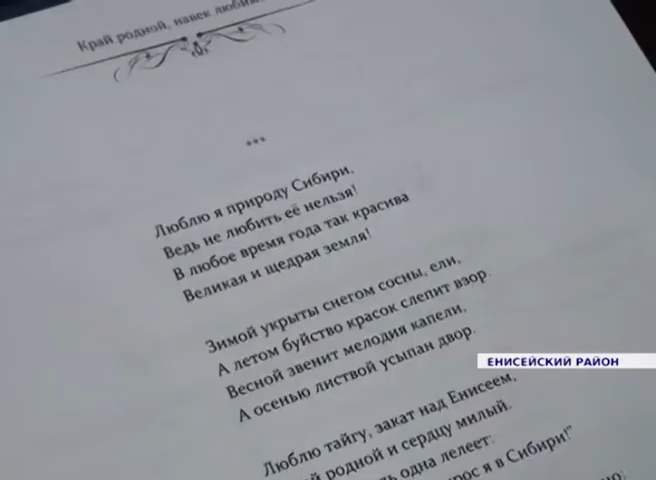 Край родной, навек
***
Люблю я природу Сибири,
Ведь не любить её нельзя!
В любое время года так красива
Великая и щедрая земля!
Зимой укрыты снегом сосны, ели,
А летом буйство красок слепит взор.
Весной звенит мелодия капели,
А осенью листвой усыпан двор.
ЕНИСЕЙСКИЙ РАЙОН
Люблю тайгу, закат над Енисеем,
родной и сердцу милый.
одна лелеет:
я в Сибири!"